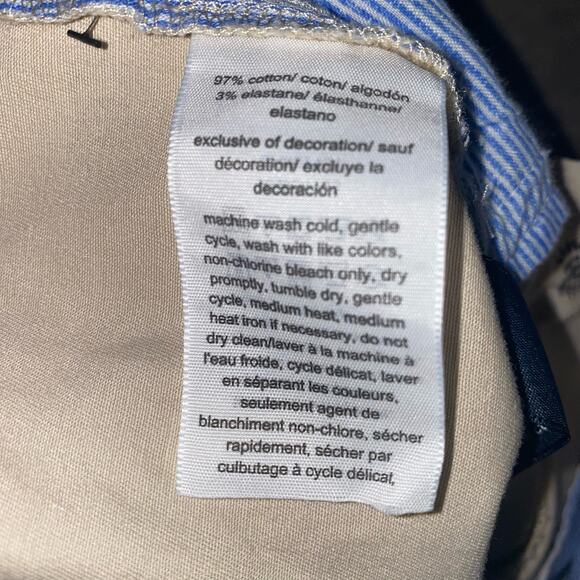 97% cotton/ coton/ algodón
3% elastane/ élasthanne/
elastano
exclusive of decoration/ sauf
décoration/ excluye la
decoración
machine wash cold, gentle
cycle, wash with like colors,
non-chlorine bleach only, dry
promptly, tumble dry, gentle
cycle, medium heat, medium
heat iron if necessary, do not
dry clean/laver à la machine à
l'eau froide, cycle délicat, laver
en séparant les couleurs,
seulement agent de
blanchiment non-chlore, sécher
rapidement, sécher par
culbutage à cycle délicat,